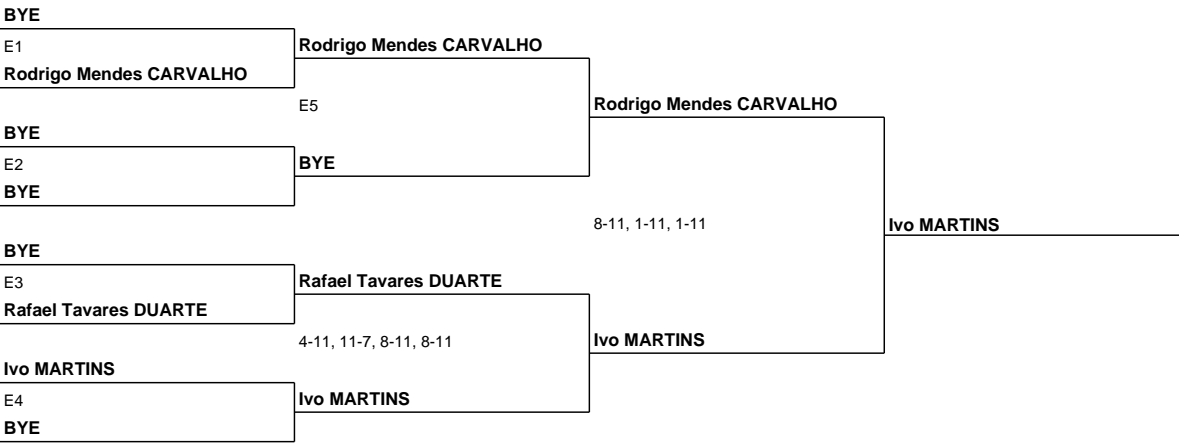 BYE
E1
Rodrigo Mendes CARVALHO
Rodrigo Mendes CARVALHO
E5
Rodrigo Mendes CARVALHO
BYE
E2
BYE
BYE
8-11, 1-11, 1-11
Ivo MARTINS
BYE
E3
Rafael Tavares DUARTE
Rafael Tavares DUARTE
4-11, 11-7, 8-11, 8-11
Ivo MARTINS
Ivo MARTINS
E4
Ivo MARTINS
BYE